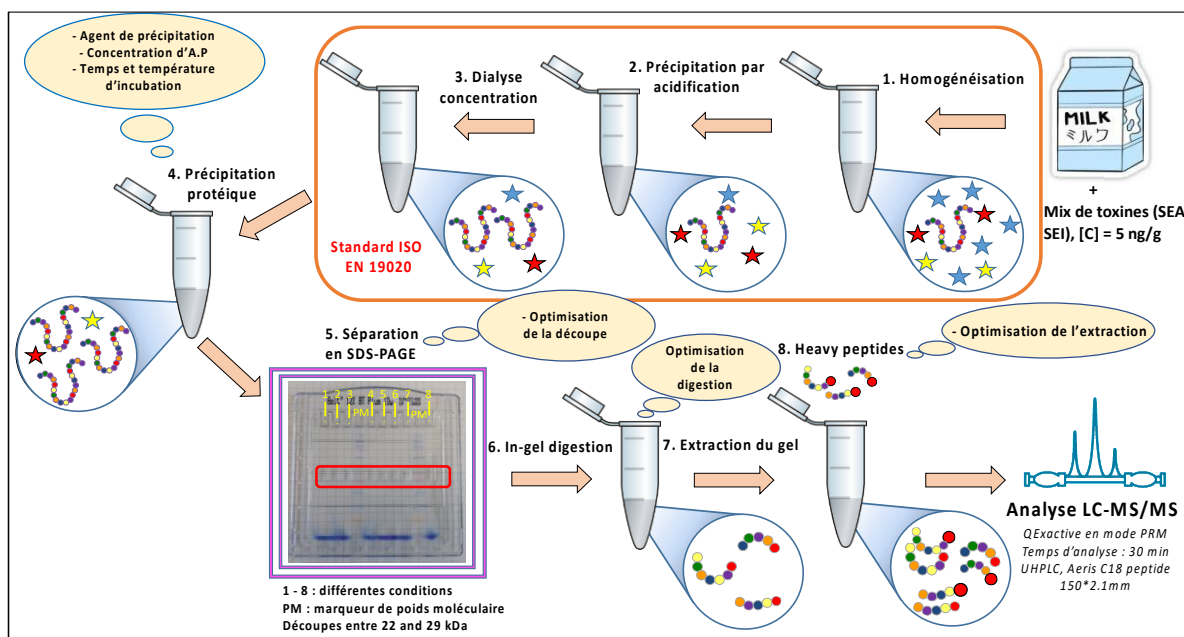 - Agent de précipitation
- Concentration d'A.P
- Temps et température
d'incubation
3. Dialyse
concentration
2. Précipitation par
acidification
1. Homogénéisation
MILK
ミルワ
+
Mix de toxines (SEA
SEI), [C] = 5 ng/g
4. Précipitation
protéique
Standard ISO
EN 19020
5. Séparation
en SDS-PAGE
- Optimisation
de la découpe
Optimisation
de la
digestion
8. Heavy peptides
- Optimisation de l'extraction
1 2 3 PM 4 5 6 7 PM 8
6. In-gel digestion
7. Extraction du gel
Analyse LC-MS/MS
QExactive en mode PRM
Temps d'analyse : 30 min
UHPLC, Aeris C18 peptide
150*2.1mm
1 - 8 : différentes conditions
PM : marqueur de poids moléculaire
Découpes entre 22 and 29 kDa